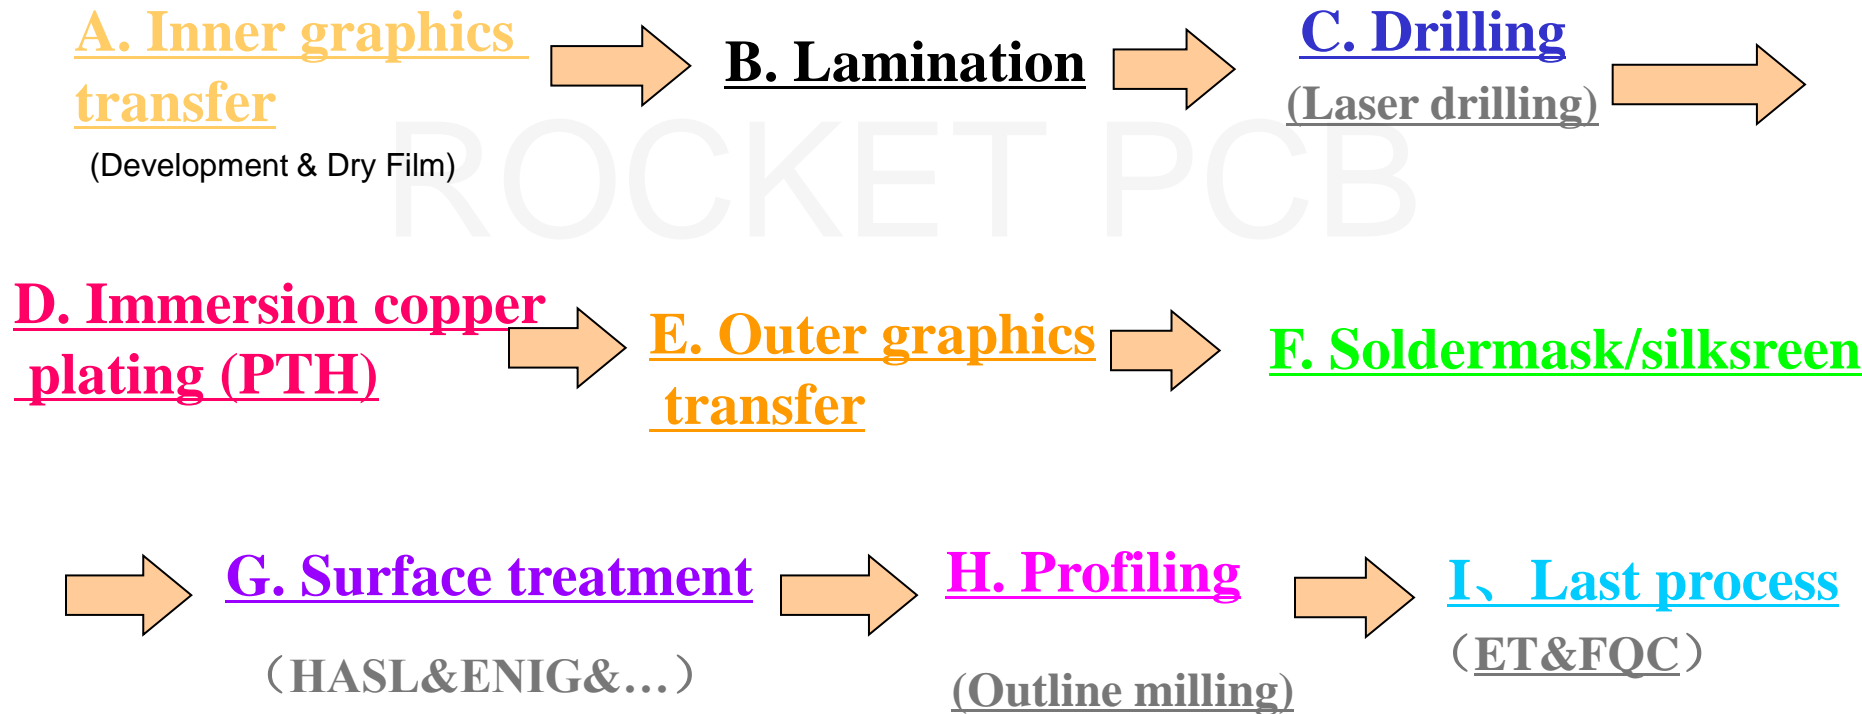 A. Inner graphics
transfer
(Development & Dry Film)
B. Lamination
C. Drilling
(Laser drilling)
ROCKET PCB
D. Immersion copper
plating (PTH)
E. Outer graphics
transfer
F. Soldermask/silksreen
G. Surface treatment
（HASL&ENIG&…）
H. Profiling
(Outline milling)
I、Last process
（ET&FQC）